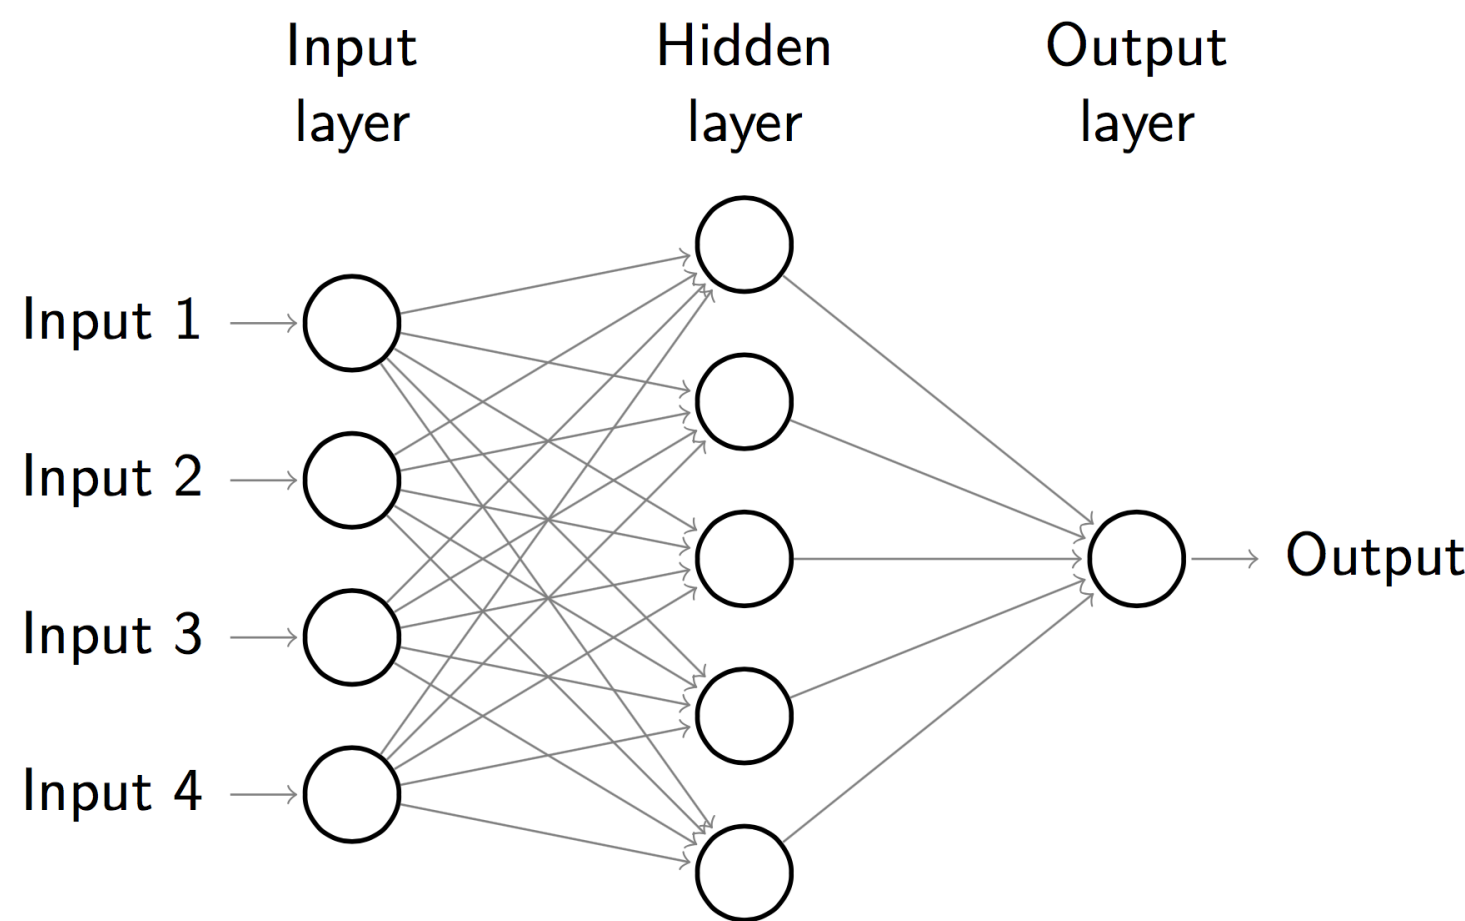 Input
layer
Hidden
layer
Output
layer
Input 1
Input 2
Input 3
Input 4
Output